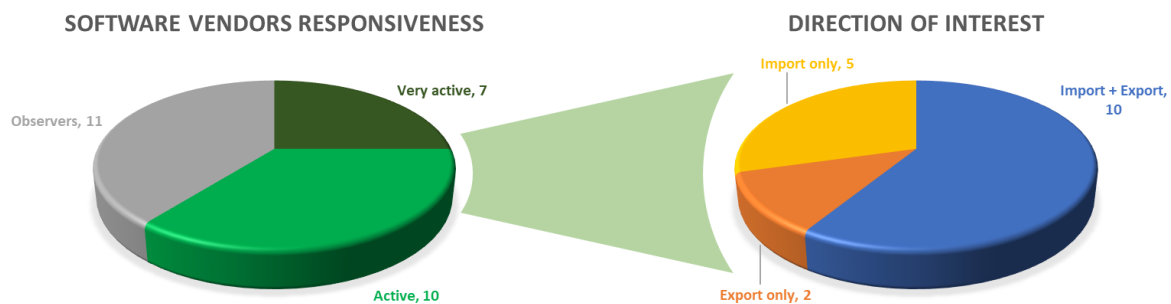 SOFTWARE VENDORS RESPONSIVENESS
Very active, 7
Observers, 11
Active, 10
DIRECTION OF INTEREST
Import only, 5
Import + Export,
10
Export only, 2